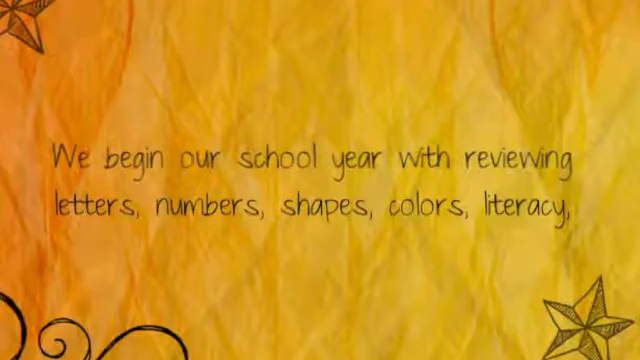 We begin our school year with reviewing
letters, numbers, shapes, colors, literacy,